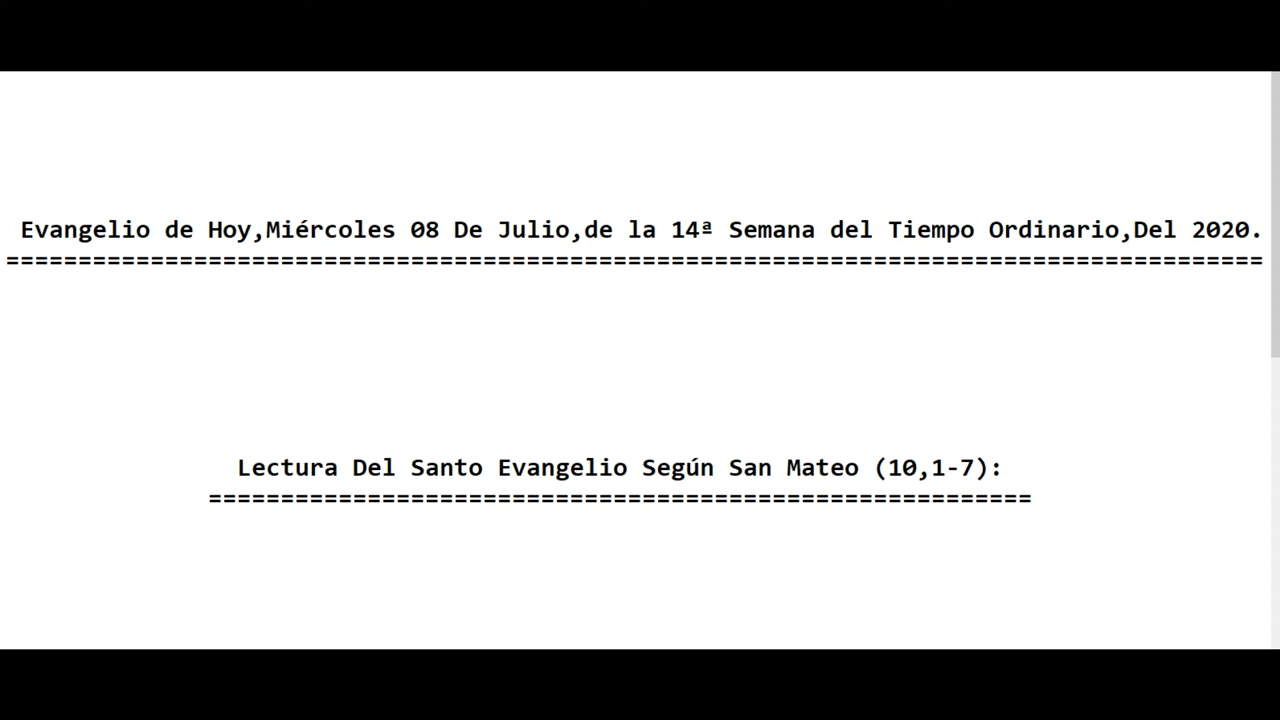 Evangelio de Hoy,Miércoles 08 De Julio,de la 14ª Semana del Tiempo Ordinario,Del 2020.
=======================================================================================
Lectura Del Santo Evangelio Según San Mateo (10,1-7):
=========================================================